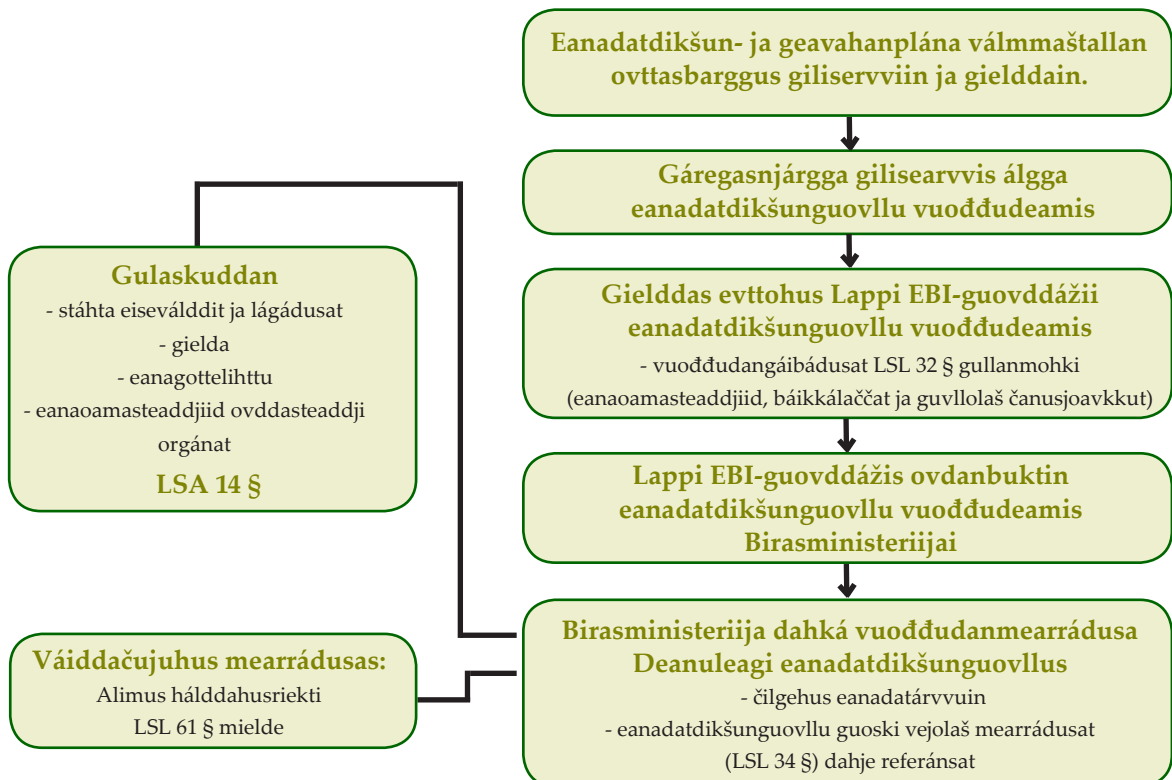 Eanadatdikšun- ja geavahanplána válmmaštallan
ovttasbarggus giliservviin ja gielddain.
Gáregasnjárgga gilisearvvis álgga
eanadatdikšunguovllu vuođđudeamis
Gielddas evttohus Lappi EBI-guovddážii
eanadatdikšunguovllu vuođđudeamis
- vuođđudangáibádusat LSL 32 § gullanmohki
(eanaoamasteaddjiid, báikkálaččat ja guvllolaš čanusjoavkkut)
Lappi EBI-guovddážis ovdanbuktin
eanadatdikšunguovllu vuođđudeamis
Birasministeriijai
Birasministeriija dahká vuođđudanmearrádusa
Deanuleagi eanadatdikšunguovllus
- čilgehus eanadatárvvuin
- eanadatdikšunguovllu guoski vejolaš mearrádusat
(LSL 34 §) dahje referánsat
Gulaskuddan
- stáhta eiseválddit ja lágádusat
- gielda
- eanagottelihttu
- eanaoamasteaddjiid ovddasteaddji
orgánat
LSA 14 §
Váiddačujuhus mearrádusas:
Alimus hálddahusriekti
LSL 61 § mielde